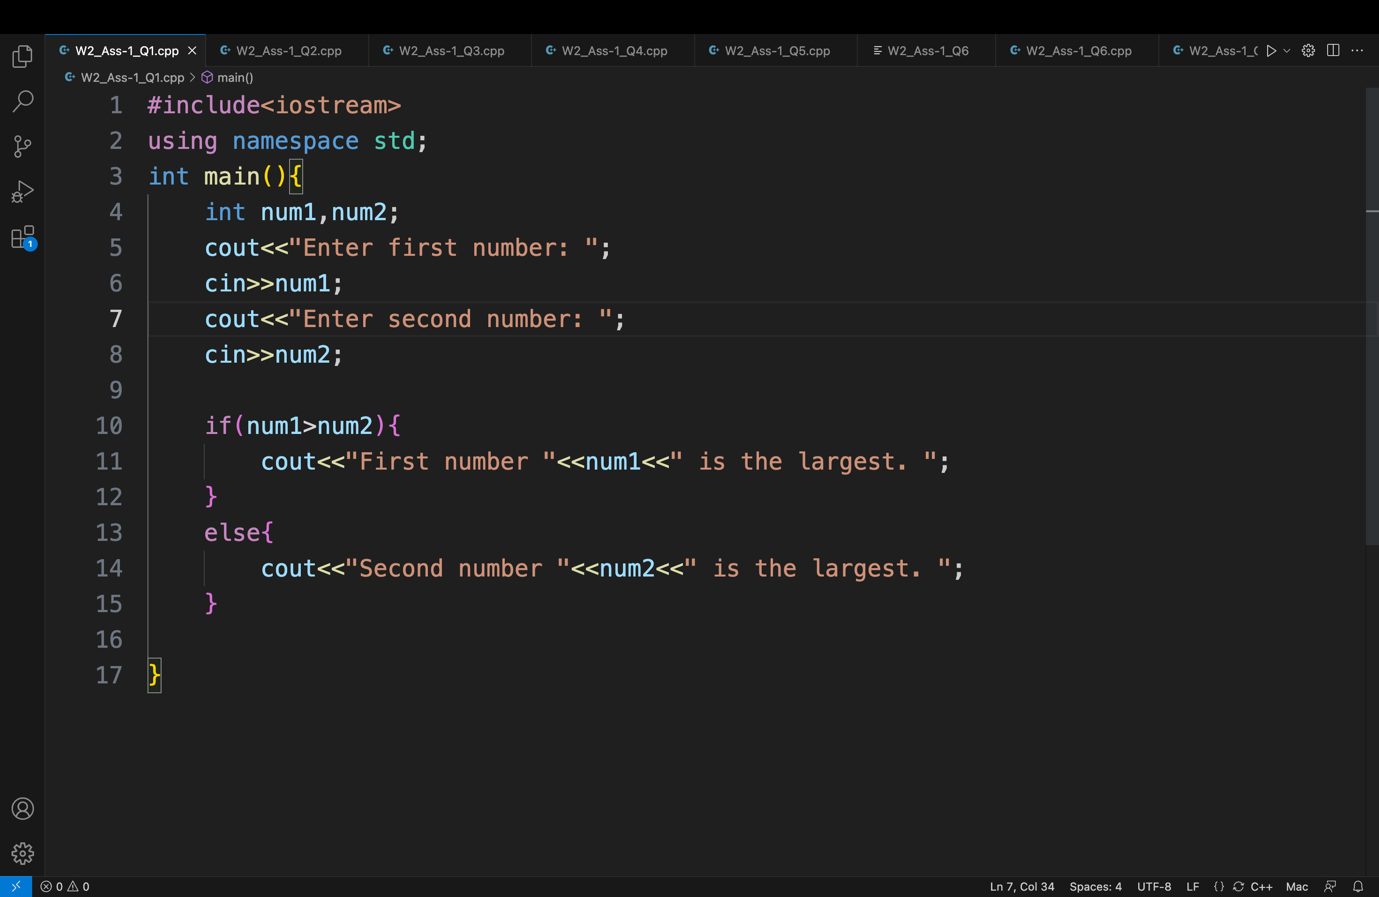 W2_Ass-1_Q1.cpp W2_Ass-1_Q2.cpp W2_Ass-1_Q3.cpp W2_Ass-1_Q4.cpp W2_Ass-1_Q5.cpp W2_Ass-1_Q6 W2_Ass-1_Q6.cpp W2_Ass-1_
W2_Ass-1_Q1.cpp > main()
1 #include<iostream>
2 using namespace std;
3 int main(){
4 int num1,num2;
5 cout<<"Enter first number: ";
6 cin>>num1;
7 cout<<"Enter second number: ";
8 cin>>num2;
9
10 if(num1>num2){
11 cout<<"First number "<<num1<<" is the largest. ";
12 }
13 else{
14 cout<<"Second number "<<num2<<" is the largest. ";
15 }
16
17 }
1
0 0 Ln 7, Col 34 Spaces: 4 UTF-8 LF {} C++ Mac